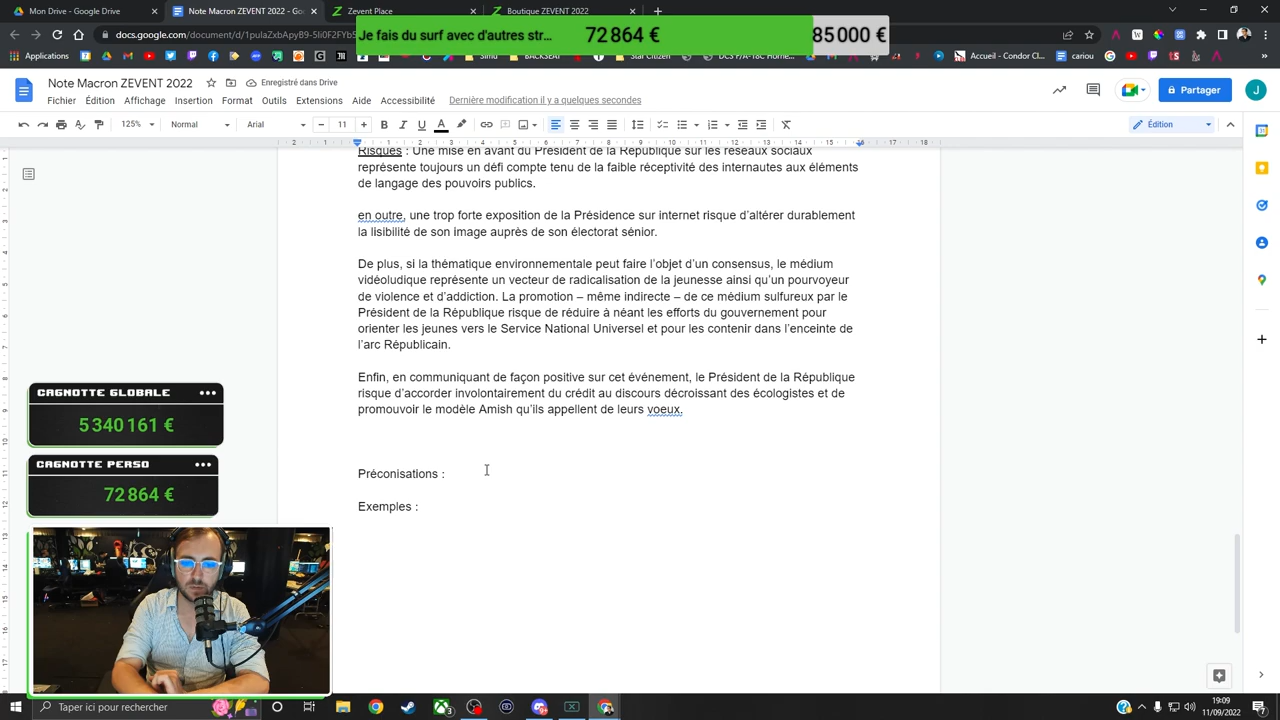 Mon Drive - Google Drive
ZEVENT 2022 - Google Drive
Note Macron ZEVENT 2022
Je fais du surf avec d'autres str...
72 864 €
85 000 €
docs.google.com/document/d/1pulaZxbApyB9-
Applications
Star Citizen
Accueil - Condor Cl...
Note Macron ZEVENT 2022
Enregistré dans Drive
Fichier
Édition
Affichage
Insertion
Format
Outils
Extensions
Aide
Accessibilité
Dernière modification il y a quelques secondes
Partager
J
125%
Normal
Arial
11
Édition
Risques : Une mise en avant du Président de la République sur les réseaux sociaux
représente toujours un défi compte tenu de la faible réceptivité des internautes aux éléments
de langage des pouvoirs publics.
en outre, une trop forte exposition de la Présidence sur internet risque d'altérer durablement
la lisibilité de son image auprès de son électorat sénior.
De plus, si la thématique environnementale peut faire l'objet d'un consensus, le médium
vidéoludique représente un vecteur de radicalisation de la jeunesse ainsi qu'un pourvoyeur
de violence et d'addiction. La promotion – même indirecte – de ce médium sulfureux par le
Président de la République risque de réduire à néant les efforts du gouvernement pour
orienter les jeunes vers le Service National Universel et pour les contenir dans l'enceinte de
l'arc Républicain.
Enfin, en communiquant de façon positive sur cet événement, le Président de la République
risque d'accorder involontairement du crédit au discours décroissant des écologistes et de
promouvoir le modèle Amish qu'ils appellent de leurs voeux.
Préconisations :
Exemples :
CAGNOTTE GLOBALE
5 340 161 €
CAGNOTTE PERSO
72 864 €
Taper ici pour rechercher
19:09
11/09/2022